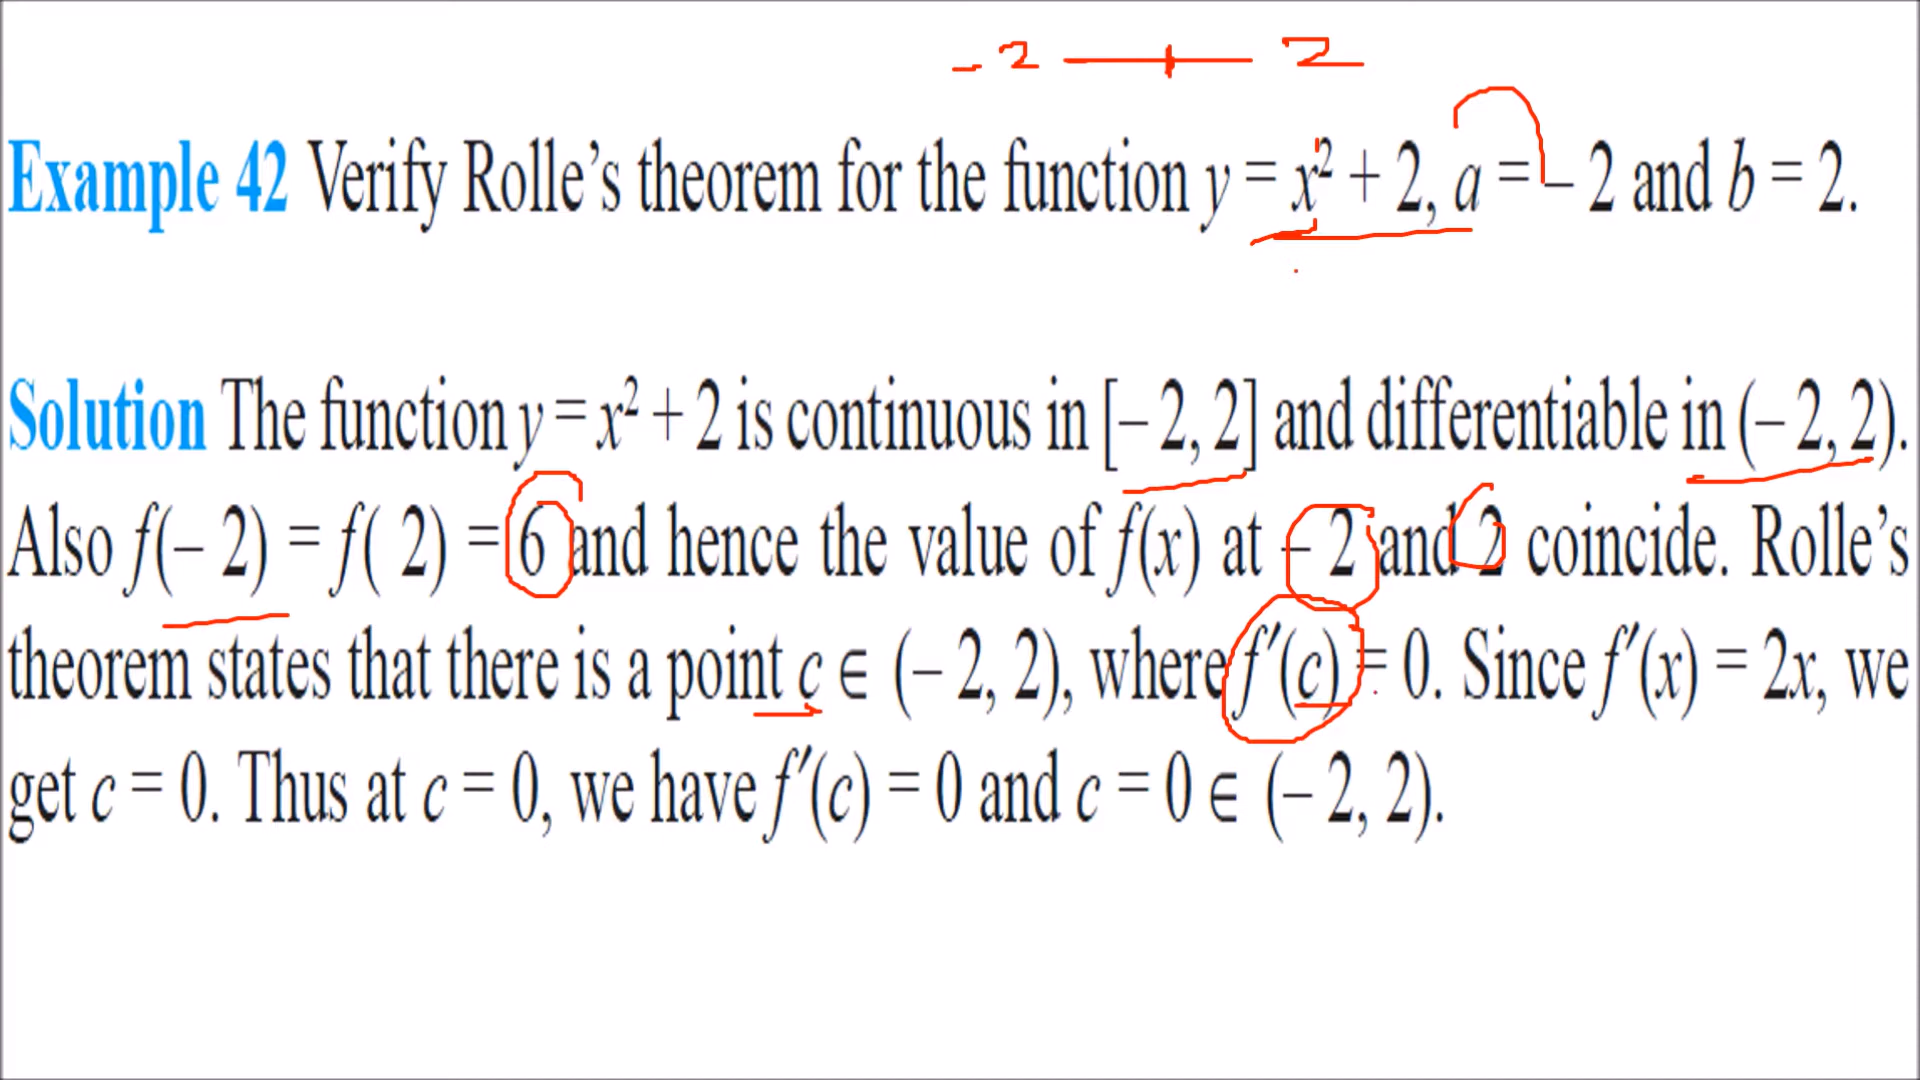 -2 2
Example 42 Verify Rolle’s theorem for the function y = x² + 2, a = – 2 and b = 2.
Solution The function y = x² + 2 is continuous in [– 2, 2] and differentiable in (– 2, 2).
Also f(– 2) = f( 2) = 6 and hence the value of f(x) at – 2 and 2 coincide. Rolle’s
theorem states that there is a point c ∈ (– 2, 2), where f′(c) = 0. Since f′(x) = 2x, we
get c = 0. Thus at c = 0, we have f′(c) = 0 and c = 0 ∈ (– 2, 2).